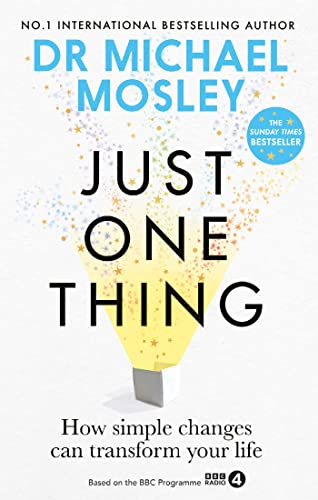 NO.1 INTERNATIONAL BESTSELLING AUTHOR
DR MICHAEL
MOSLEY
THE
SUNDAY TIMES
BESTSELLER
JUST
ONE
THING
How simple changes
can transform your life
Based on the BBC Programme BBC RADIO 4